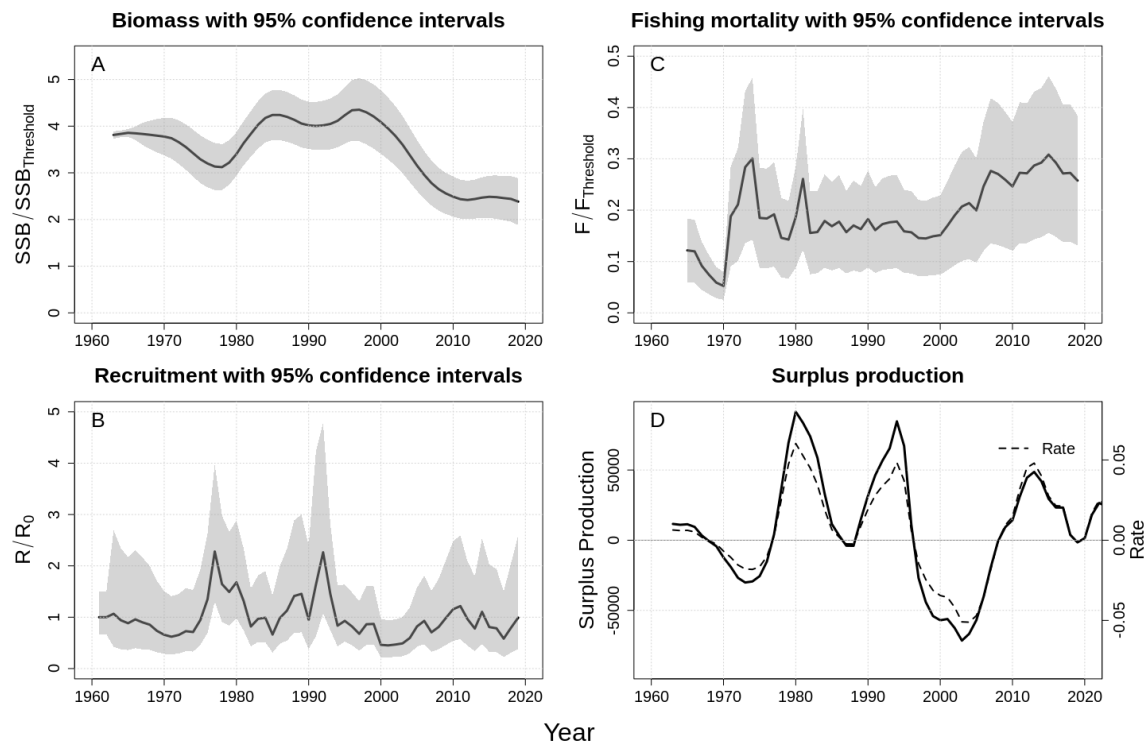 Biomass with 95% confidence intervals
A
SSB/SSBThreshold
0 1 2 3 4 5
1960 1970 1980 1990 2000 2010 2020
Fishing mortality with 95% confidence intervals
C
F/FThreshold
0.0 0.1 0.2 0.3 0.4 0.5
1960 1970 1980 1990 2000 2010 2020
Recruitment with 95% confidence intervals
B
R/R0
0 1 2 3 4 5
1960 1970 1980 1990 2000 2010 2020
Surplus production
D
Rate
Surplus Production
-50000 0 50000
-0.05 0.00 0.05
Rate
1960 1970 1980 1990 2000 2010 2020
Year